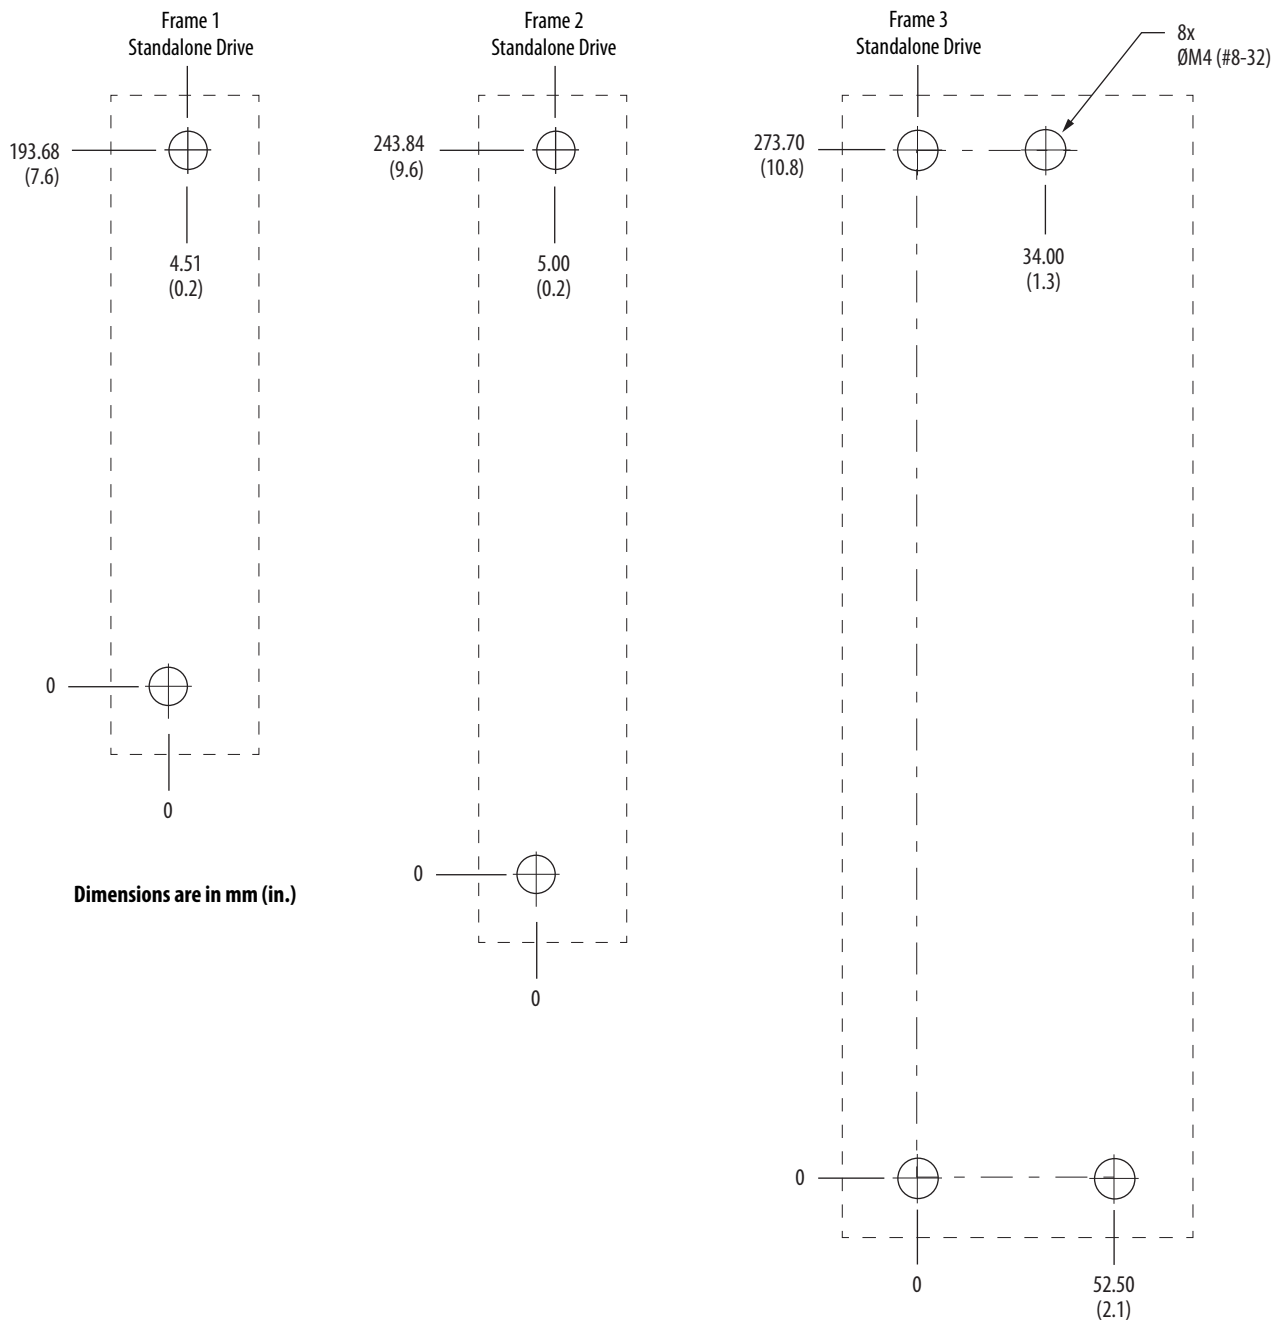 Frame 1
Standalone Drive
Frame 2
Standalone Drive
Frame 3
Standalone Drive
8x
ØM4 (#8-32)
193.68
(7.6)
243.84
(9.6)
273.70
(10.8)
4.51
(0.2)
5.00
(0.2)
34.00
(1.3)
0
0
0
0
Dimensions are in mm (in.)
0
0
52.50
(2.1)